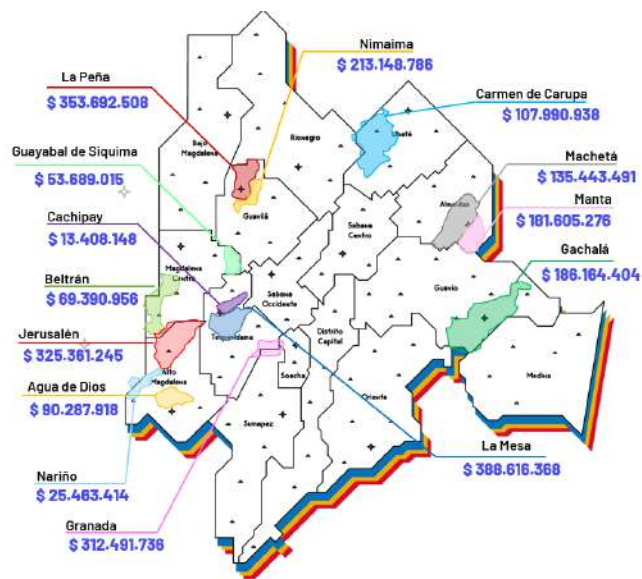 Nimaima
$ 213.148.786
La Peña
$ 353.692.508
Carmen de Carupa
$ 107.990.938
Guayabal de Siquima
$ 53.689.015
Machetá
$ 135.443.491
Cachipay
$ 13.408.148
Manta
$ 181.605.276
Beltrán
$ 69.390.956
Gachalá
$ 186.164.404
Jerusalén
$ 325.361.245
Agua de Dios
$ 90.287.918
Nariño
$ 25.463.414
La Mesa
$ 388.616.368
Granada
$ 312.491.736
Bajo
Magdalena
Rionegro
Ubaté
Gualivá
Sabana
Centro
Almeidas
Magdalena
Centro
Sabana
Occidente
Guavio
Tequendama
Distrito
Capital
Alto
Magdalena
Soacha
Oriente
Medina
Sumapaz